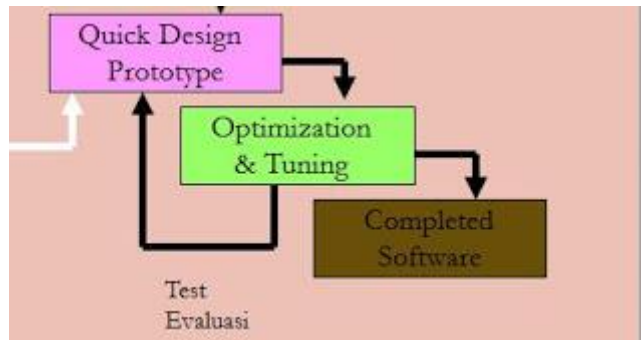 Quick Design
Prototype
Optimization
& Tuning
Completed
Software
Test
Evaluasi